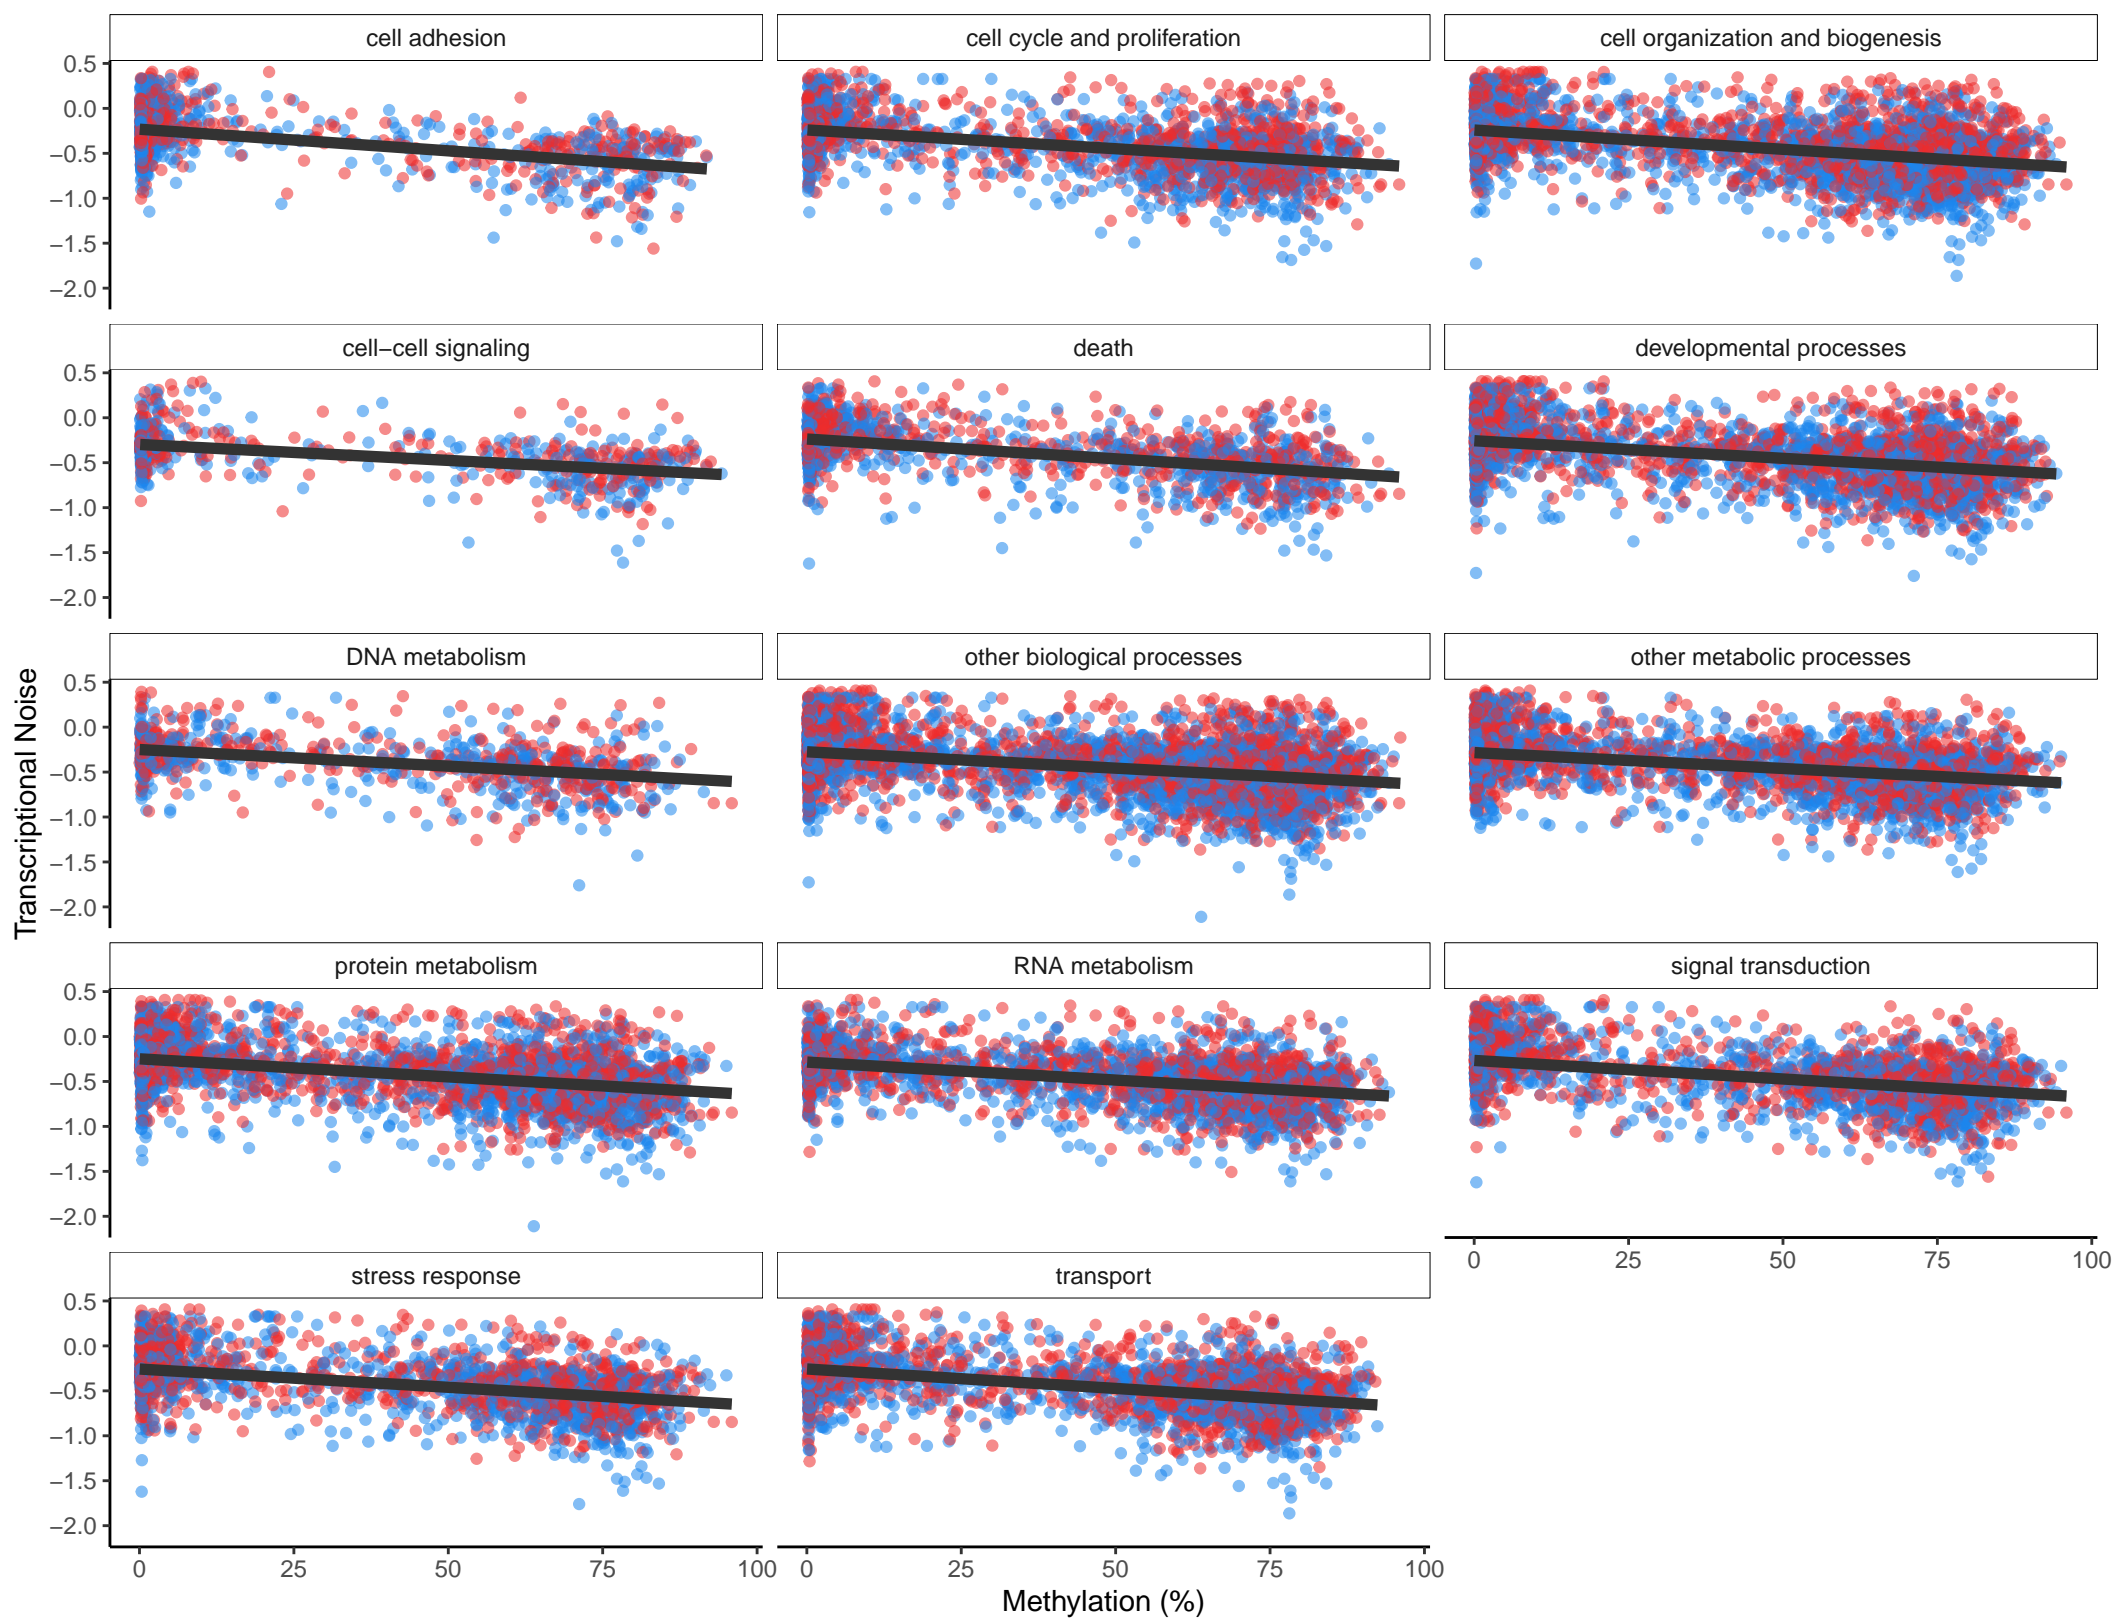 cell adhesion
cell cycle and proliferation
cell organization and biogenesis
0.5
0.0
−0.5
−1.0
−1.5
−2.0
cell−cell signaling
death
developmental processes
0.5
0.0
−0.5
−1.0
−1.5
−2.0
DNA metabolism
other biological processes
other metabolic processes
0.5
0.0
−0.5
−1.0
−1.5
−2.0
Transcriptional Noise
protein metabolism
RNA metabolism
signal transduction
0.5
0.0
−0.5
−1.0
−1.5
−2.0
0 25 50 75 100
stress response
transport
0.5
0.0
−0.5
−1.0
−1.5
−2.0
0 25 50 75 100
0 25 50 75 100
Methylation (%)